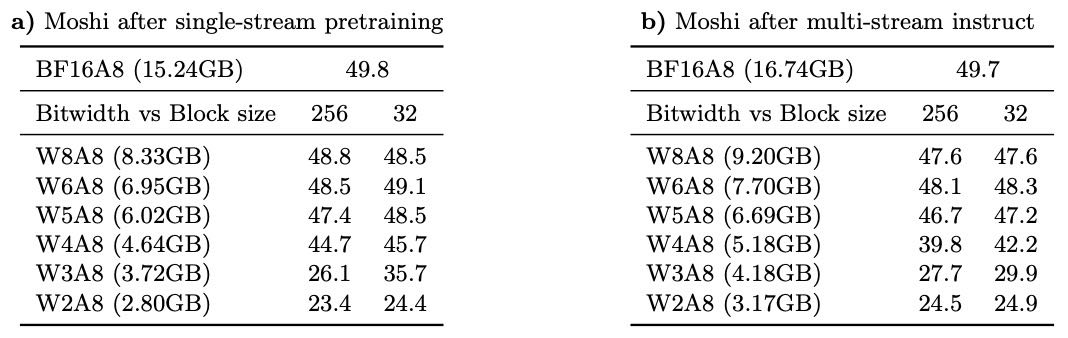 a) Moshi after single-stream pretraining
BF16A8 (15.24GB) 49.8
Bitwidth vs Block size 256 32
W8A8 (8.33GB) 48.8 48.5
W6A8 (6.95GB) 48.5 49.1
W5A8 (6.02GB) 47.4 48.5
W4A8 (4.64GB) 44.7 45.7
W3A8 (3.72GB) 26.1 35.7
W2A8 (2.80GB) 23.4 24.4
b) Moshi after multi-stream instruct
BF16A8 (16.74GB) 49.7
Bitwidth vs Block size 256 32
W8A8 (9.20GB) 47.6 47.6
W6A8 (7.70GB) 48.1 48.3
W5A8 (6.69GB) 46.7 47.2
W4A8 (5.18GB) 39.8 42.2
W3A8 (4.18GB) 27.7 29.9
W2A8 (3.17GB) 24.5 24.9